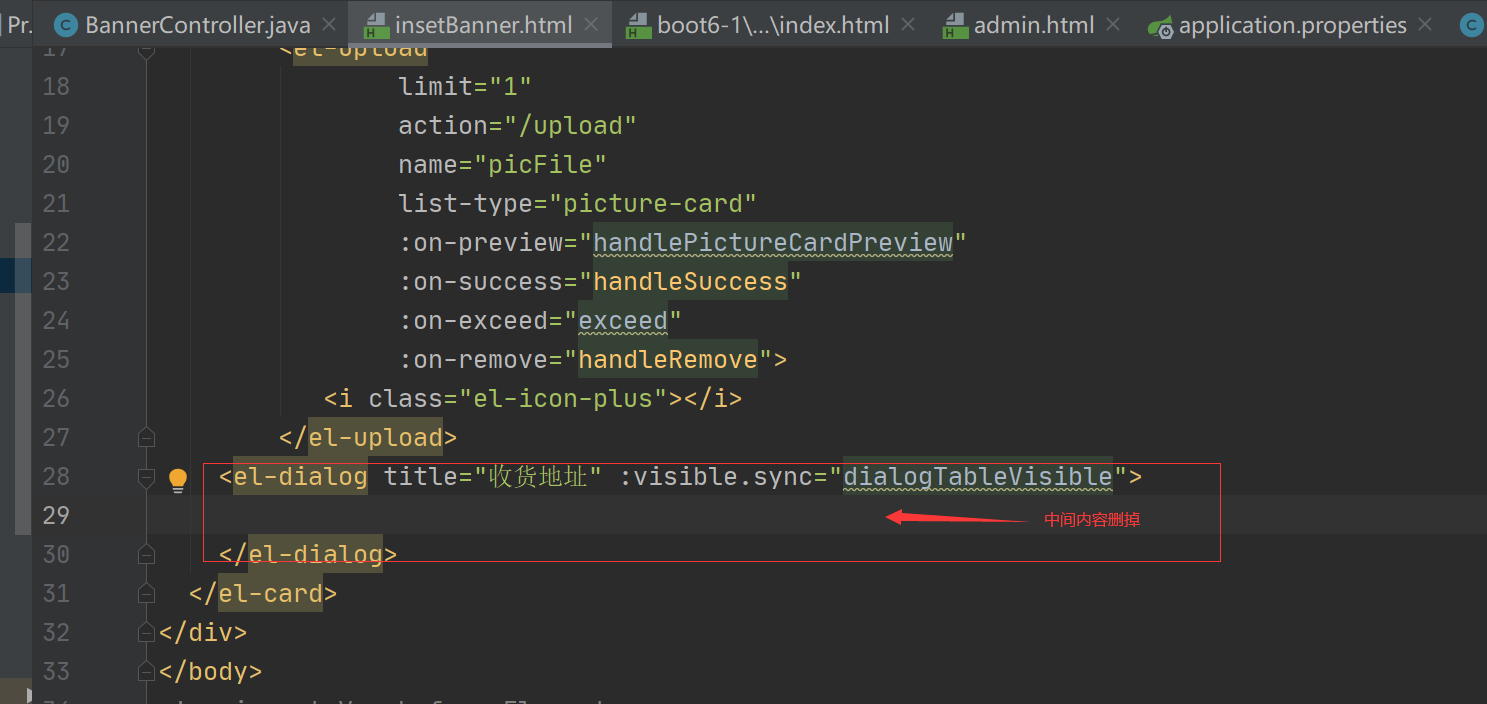 Pr. BannerController.java insetBanner.html boot6-1\...\index.html admin.html application.properties
17 <el-upload
18 limit="1"
19 action="/upload"
20 name="picFile"
21 list-type="picture-card"
22 :on-preview="handlePictureCardPreview"
23 :on-success="handleSuccess"
24 :on-exceed="exceed"
25 :on-remove="handleRemove">
26 <i class="el-icon-plus"></i>
27 </el-upload>
28 <el-dialog title="收货地址" :visible.sync="dialogTableVisible">
29 中间内容删掉
30 </el-dialog>
31 </el-card>
32 </div>
33 </body>